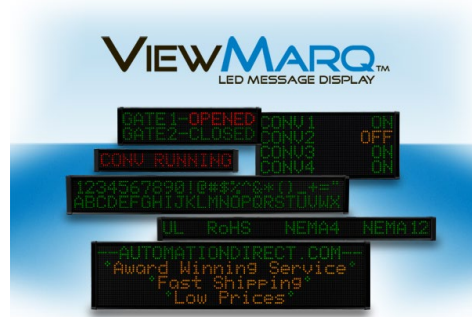 VIEWMARQ™
LED MESSAGE DISPLAY
GATE1-OPENED
GATE2-CLOSED
CONV1 ON
CONV2 OFF
CONV3 ON
CONV4 ON
CONV RUNNING
1234567890!@#$%^&*()_+="
ABCDEFGHIJKLMNOPQRSTUVWX
UL RoHS NEMA4 NEMA12
--AUTOMATIONDIRECT.COM--
*Award Winning Service*
*Fast Shipping*
*Low Prices*